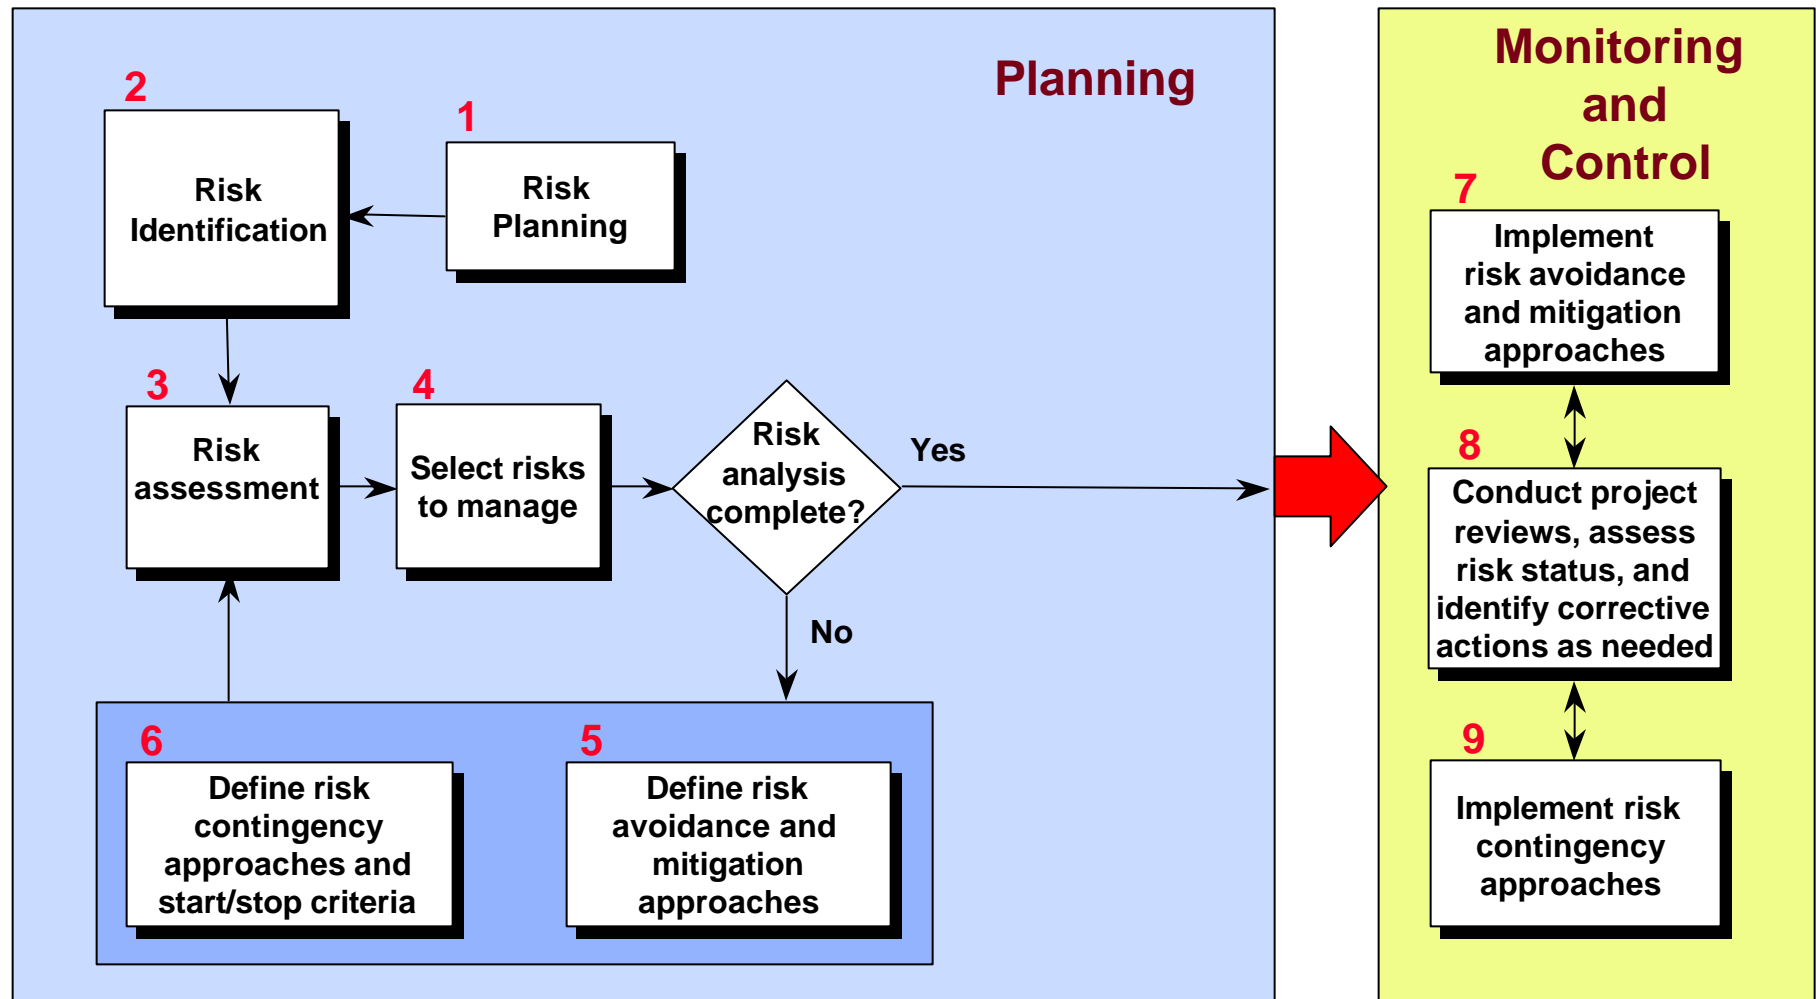 Planning
2
Risk
Identification
1
Risk
Planning
3
Risk
assessment
4
Select risks
to manage
Risk
analysis
complete?
Yes
No
6
Define risk
contingency
approaches and
start/stop criteria
5
Define risk
avoidance and
mitigation
approaches
Monitoring
and
Control
7
Implement
risk avoidance
and mitigation
approaches
8
Conduct project
reviews, assess
risk status, and
identify corrective
actions as needed
9
Implement risk
contingency
approaches